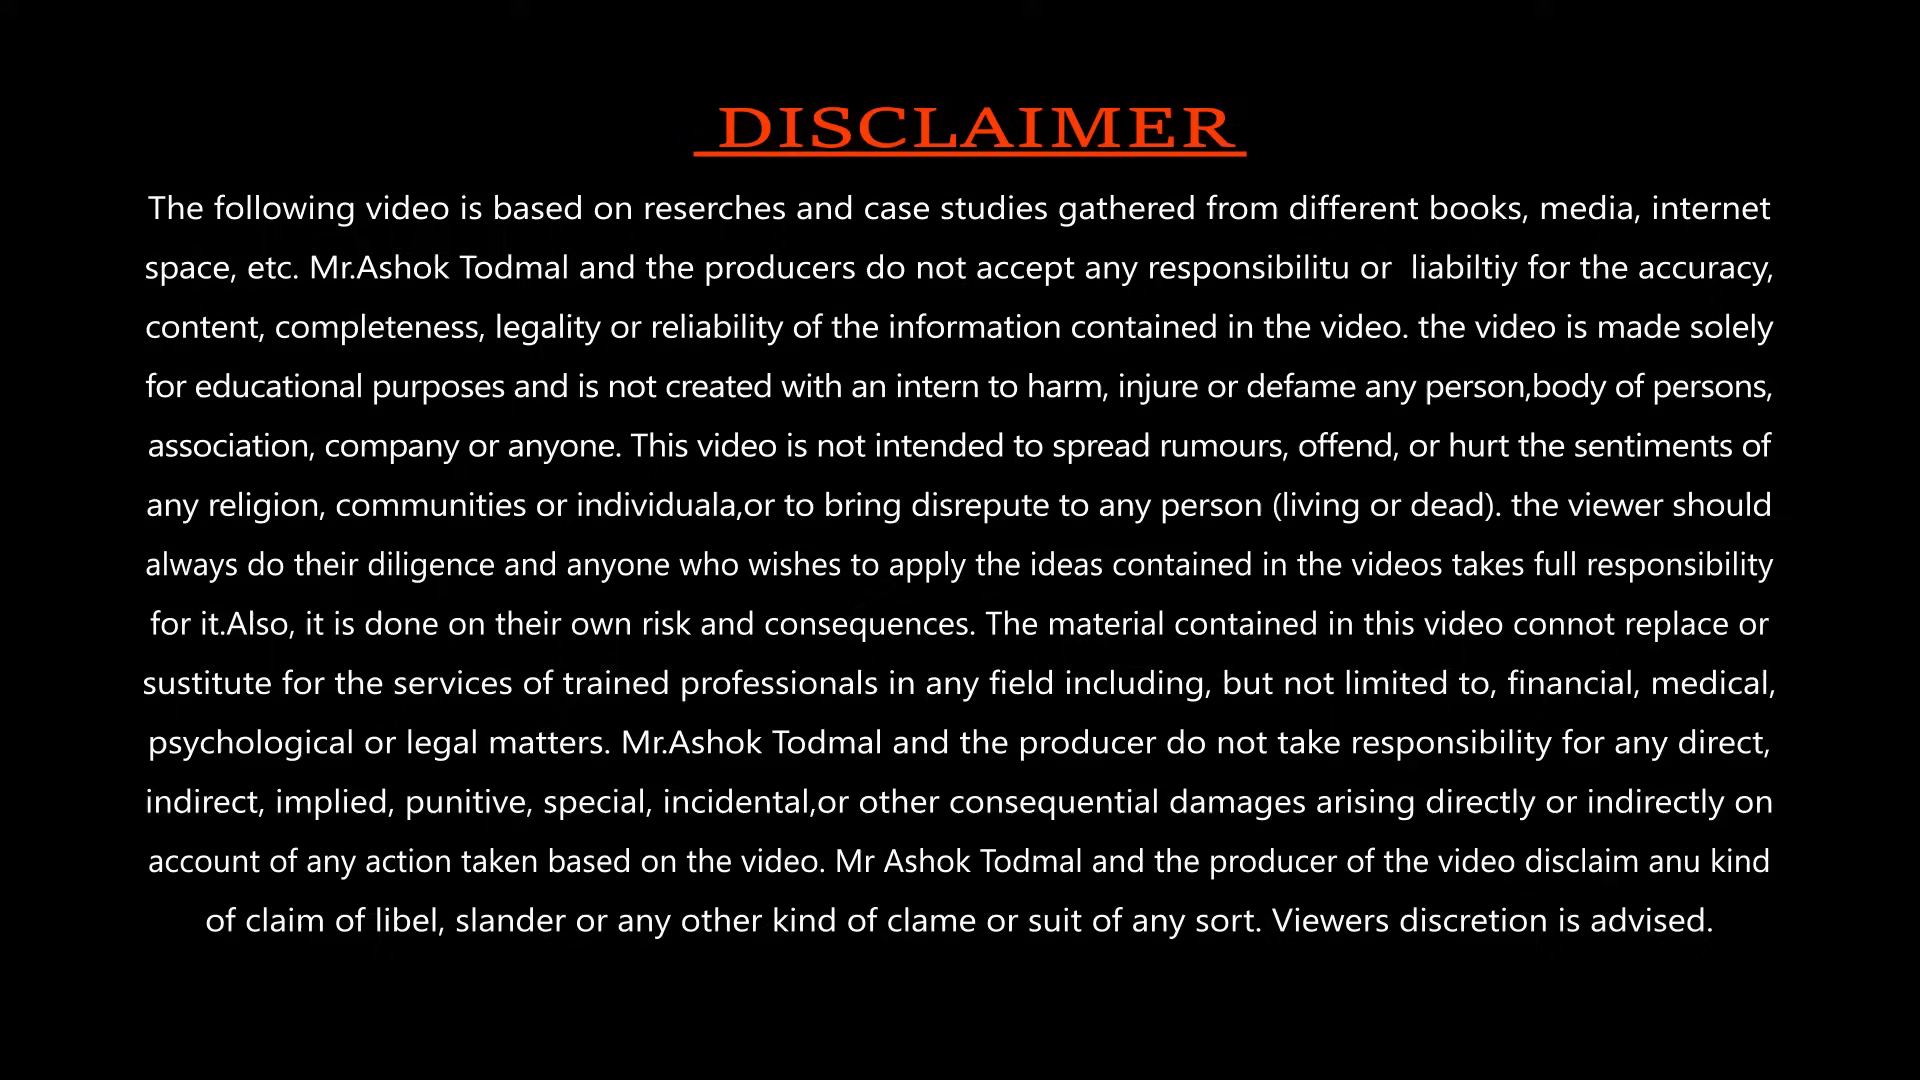 DISCLAIMER
The following video is based on reserches and case studies gathered from different books, media, internet
space, etc. Mr.Ashok Todmal and the producers do not accept any responsibilitu or  liabiltiy for the accuracy,
content, completeness, legality or reliability of the information contained in the video. the video is made solely
for educational purposes and is not created with an intern to harm, injure or defame any person,body of persons,
association, company or anyone. This video is not intended to spread rumours, offend, or hurt the sentiments of
any religion, communities or individuala,or to bring disrepute to any person (living or dead). the viewer should
always do their diligence and anyone who wishes to apply the ideas contained in the videos takes full responsibility
for it.Also, it is done on their own risk and consequences. The material contained in this video connot replace or
sustitute for the services of trained professionals in any field including, but not limited to, financial, medical,
psychological or legal matters. Mr.Ashok Todmal and the producer do not take responsibility for any direct,
indirect, implied, punitive, special, incidental,or other consequential damages arising directly or indirectly on
account of any action taken based on the video. Mr Ashok Todmal and the producer of the video disclaim anu kind
of claim of libel, slander or any other kind of clame or suit of any sort. Viewers discretion is advised.